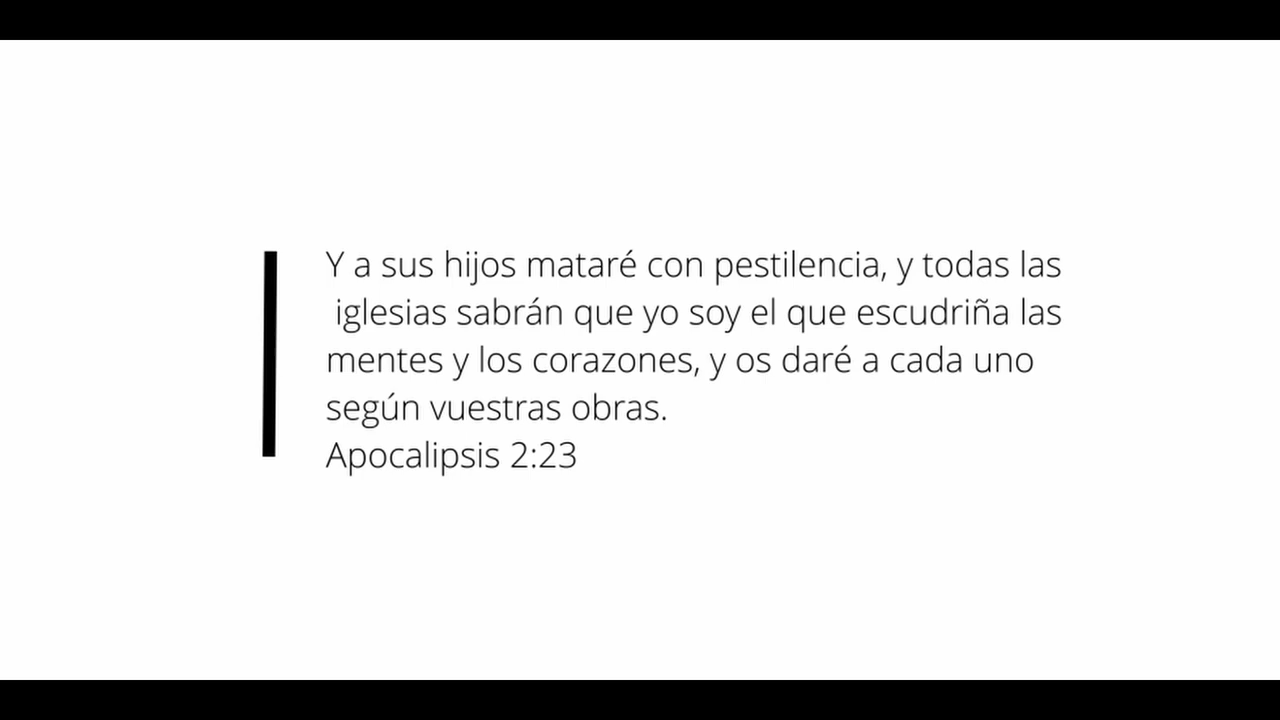 Y a sus hijos mataré con pestilencia, y todas las
iglesias sabrán que yo soy el que escudriña las
mentes y los corazones, y os daré a cada uno
según vuestras obras.
Apocalipsis 2:23